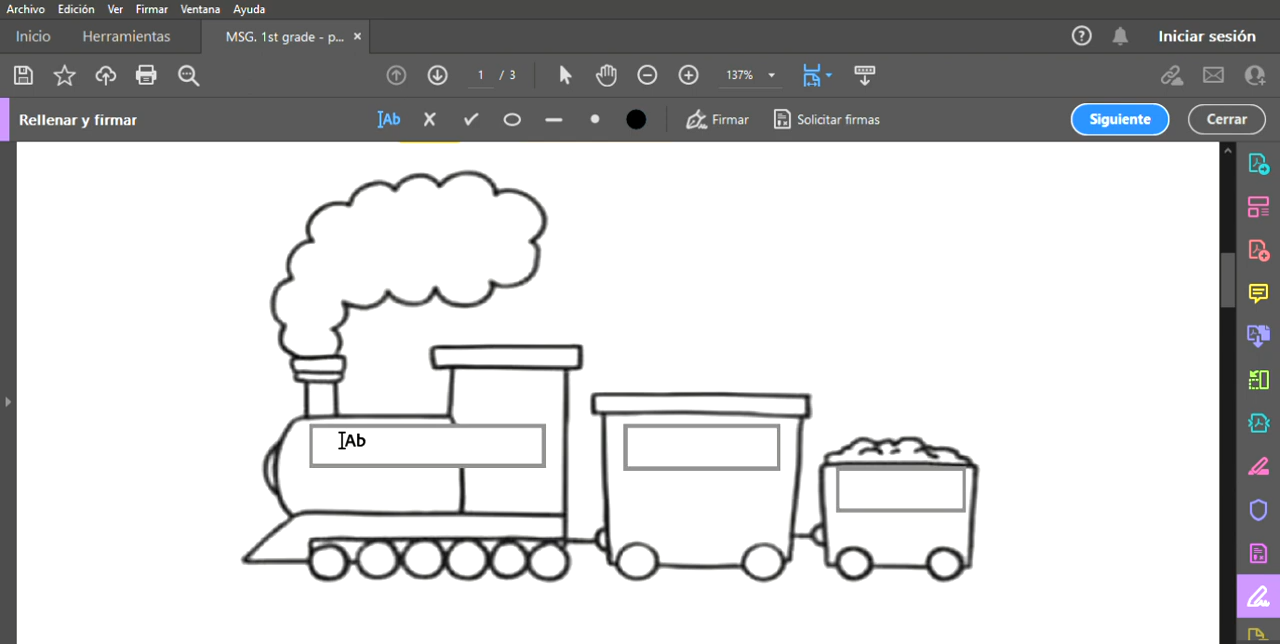 Archivo Edición Ver Firmar Ventana Ayuda
Inicio Herramientas MSG. 1st grade - p... × Iniciar sesión
1 / 3 137%
Rellenar y firmar Ab Firmar Solicitar firmas Siguiente Cerrar
Ab